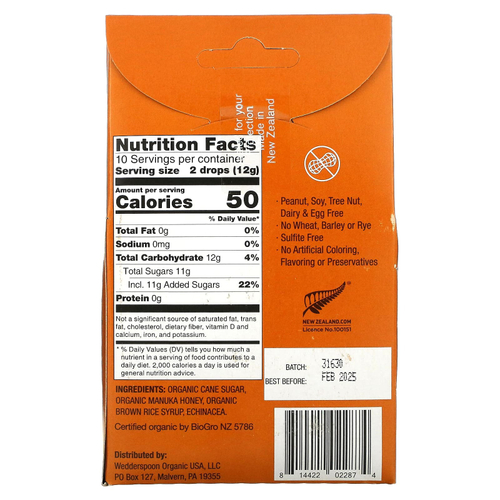 for your
ection
made in
New Zealand
Nutrition Facts
10 Servings per container
Serving size 2 drops (12g)
Amount per serving
Calories 50
% Daily Value*
Total Fat 0g 0%
Sodium 0mg 0%
Total Carbohydrate 12g 4%
Total Sugars 11g
Incl. 11g Added Sugars 22%
Protein 0g
Not a significant source of saturated fat, trans
fat, cholesterol, dietary fiber, vitamin D and
calcium, iron, and potassium.
* % Daily Values (DV) tells you how much a
nutrient in a serving of food contributes to a
daily diet. 2,000 calories a day is used for
general nutrition advice.
INGREDIENTS: ORGANIC CANE SUGAR,
ORGANIC MANUKA HONEY, ORGANIC
BROWN RICE SYRUP, ECHINACEA.
Certified organic by BioGro NZ 5786
Distributed by:
Wedderspoon Organic USA, LLC
PO BOX 127, Malvern, PA 19355
· Peanut, Soy, Tree Nut,
Dairy & Egg Free
· No Wheat, Barley or Rye
· Sulfite Free
· No Artificial Coloring,
Flavoring or Preservatives
NEW ZEALAND.COM
LICENCE NO.100151
BATCH: 31630
BEST BEFORE: FEB 2025
8 14422 02287 4